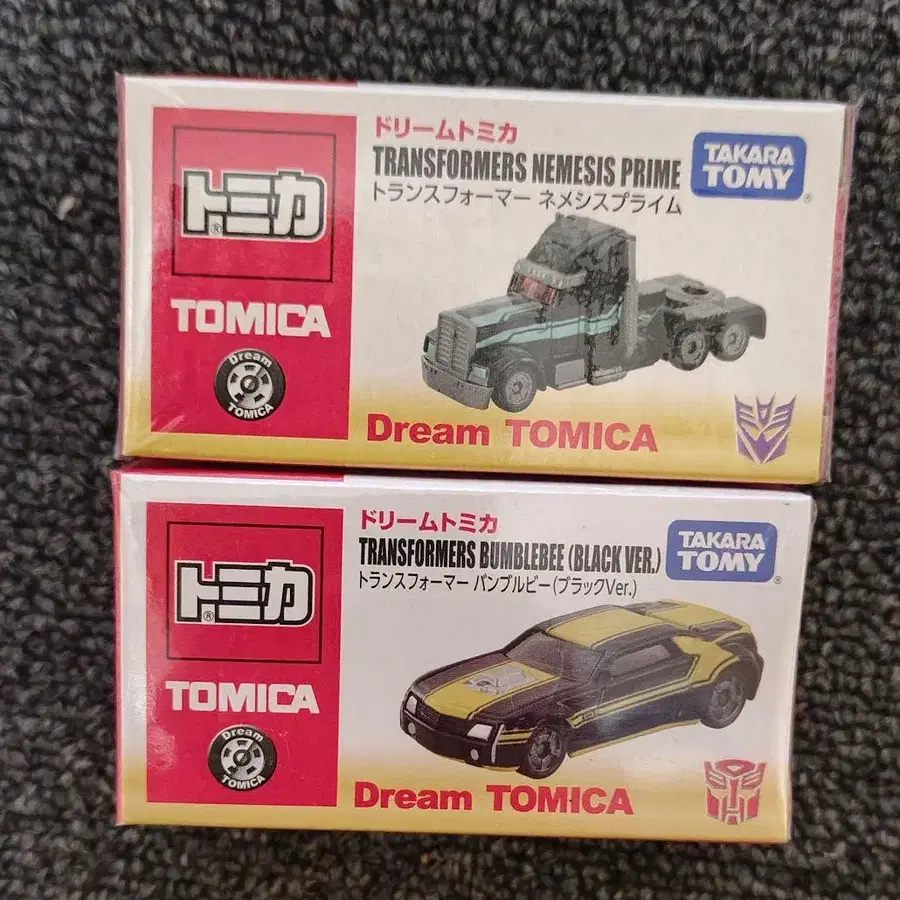 ドリームトミカ
TRANSFORMERS NEMESIS PRIME
トランスフォーマー ネメシスプライム
TAKARA
TOMY
®
トミカ
®
TOMICA
Dream
TOMICA
Dream TOMICA
ドリームトミカ
TRANSFORMERS BUMBLEBEE (BLACK VER.)
トランスフォーマー バンブルビー(ブラックVer.)
TAKARA
TOMY
®
トミカ
®
TOMICA
Dream
TOMICA
Dream TOMICA